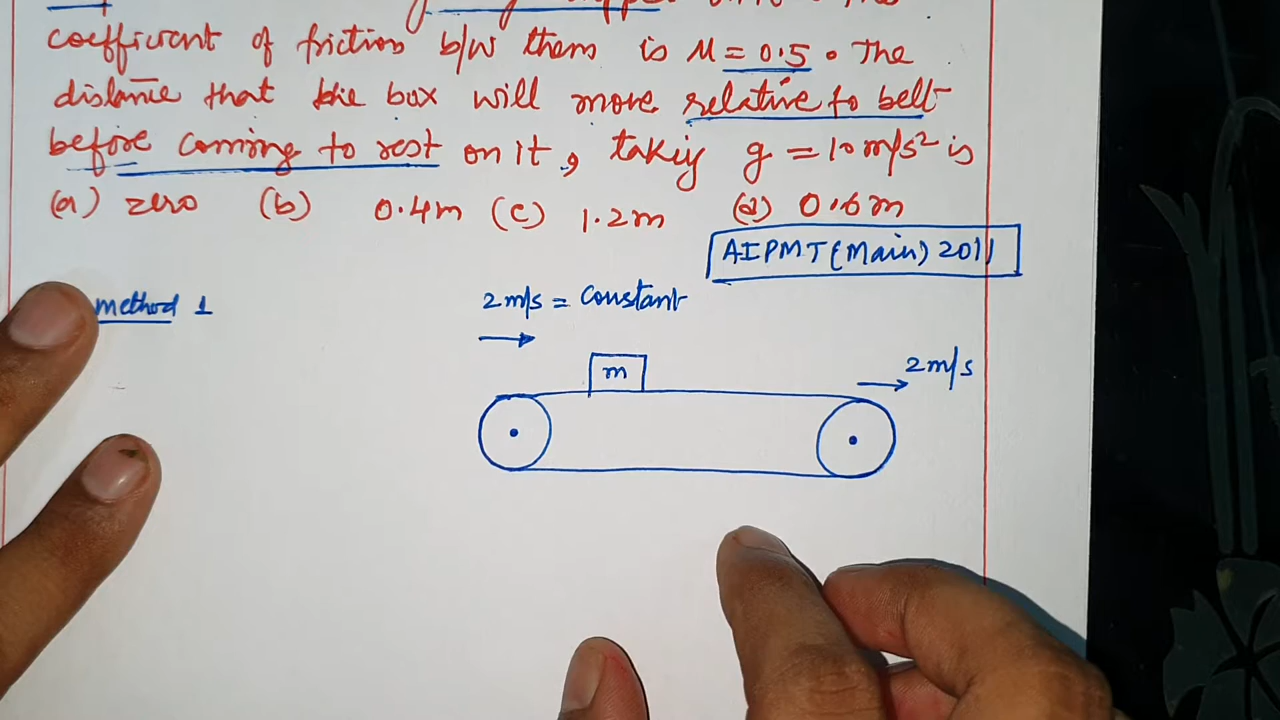 coefficient of friction b/w them is μ = 0.5. The
distance that the box will move relative to belt
before coming to rest on it, taking g = 10 m/s² is
(a) zero (b) 0.4m (c) 1.2m (d) 0.6m
AIPMT (Main) 2011
method 1
2m/s = constant
m
2m/s